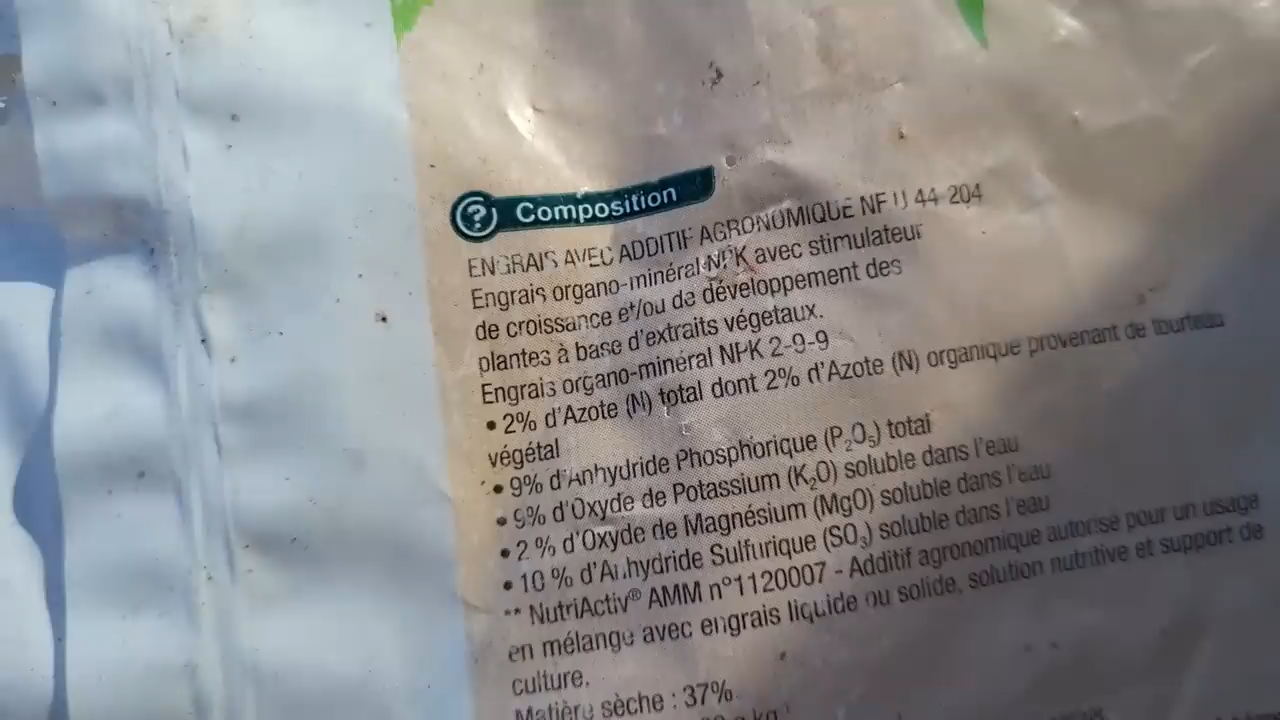 Composition
ENGRAIS AVEC ADDITIF AGRONOMIQUE NF U 44-204
Engrais organo-minéral NPK avec stimulateur
de croissance et/ou de développement des
plantes à base d'extraits végetaux.
Engrais organo-minéral NPK 2-9-9
• 2% d'Azote (N) total dont 2% d'Azote (N) organique provenant de tourteau
végétal
• 9% d'Anhydride Phosphorique (P₂O₅) total
• 9% d'Oxyde de Potassium (K₂O) soluble dans l'eau
• 2 % d'Oxyde de Magnésium (MgO) soluble dans l'eau
• 10 % d'Anhydride Sulfurique (SO₃) soluble dans l'eau
** NutriActiv® AMM n°1120007 - Additif agronomique autorisé pour un usage
en mélange avec engrais liquide ou solide, solution nutritive et support de
culture.
Matière sèche : 37%